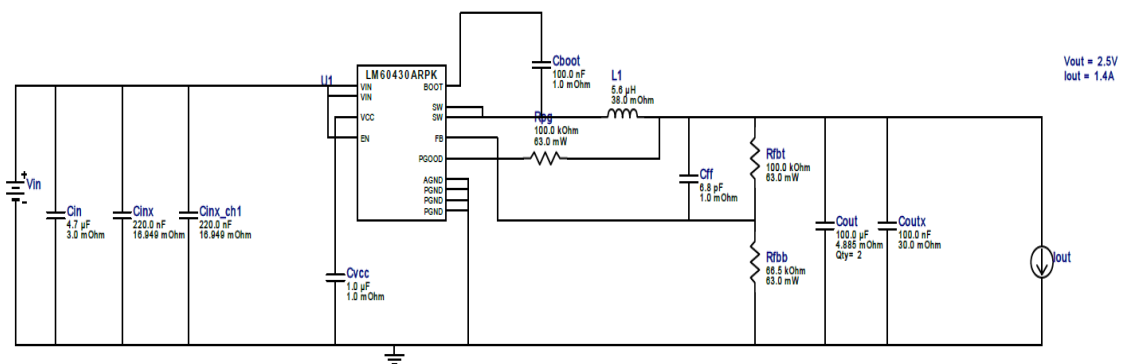 Cboot
100.0 nF
1.0 mOhm
L1
5.6 µH
38.0 mOhm
Vout = 2.5V
Iout = 1.4A
U1
LM60430ARPK
VIN
VIN
VCC
EN
BOOT
SW
SW
FB
PGOOD
AGND
PGND
PGND
PGND
Rpg
100.0 kOhm
63.0 mW
Cff
6.8 pF
1.0 mOhm
Rfbt
100.0 kOhm
63.0 mW
Vin
Cin
4.7 µF
3.0 mOhm
Cinx
220.0 nF
16.949 mOhm
Cinx_ch1
220.0 nF
16.949 mOhm
Cvcc
1.0 µF
1.0 mOhm
Rfbb
66.5 kOhm
63.0 mW
Cout
100.0 µF
4.885 mOhm
Qty= 2
Coutx
100.0 nF
30.0 mOhm
Iout